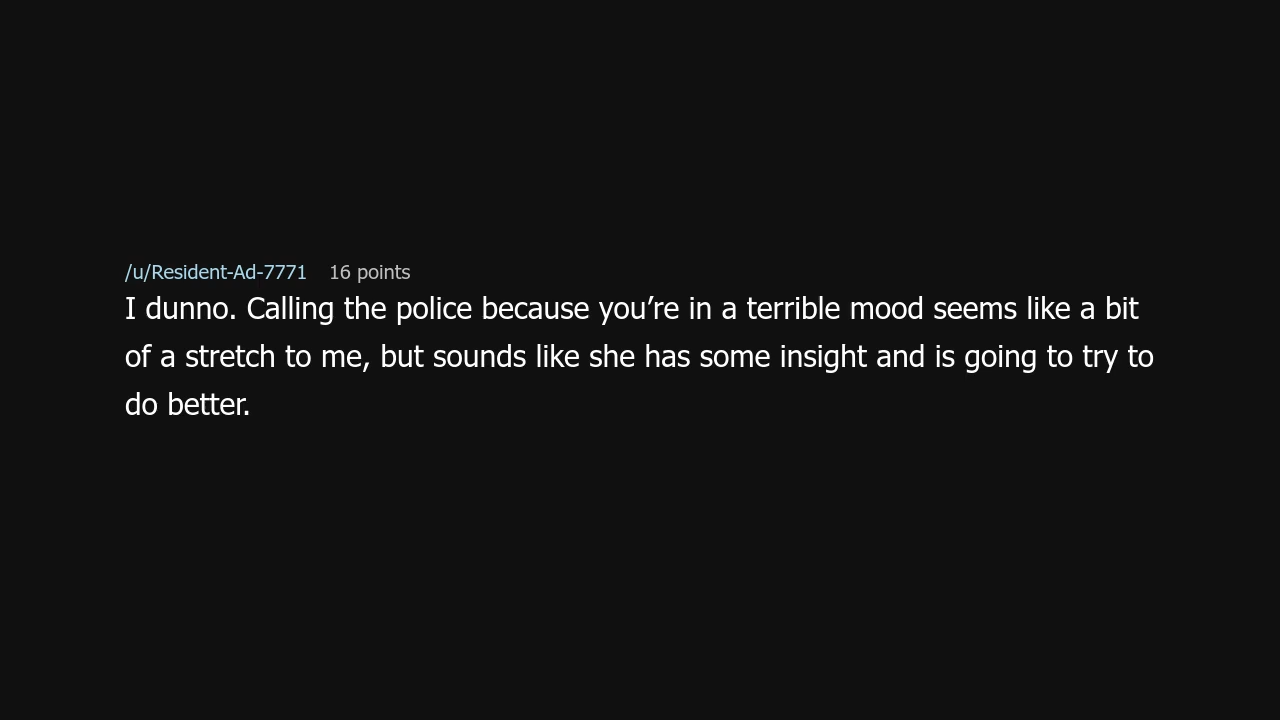 /u/Resident-Ad-7771 16 points
I dunno. Calling the police because you’re in a terrible mood seems like a bit
of a stretch to me, but sounds like she has some insight and is going to try to
do better.